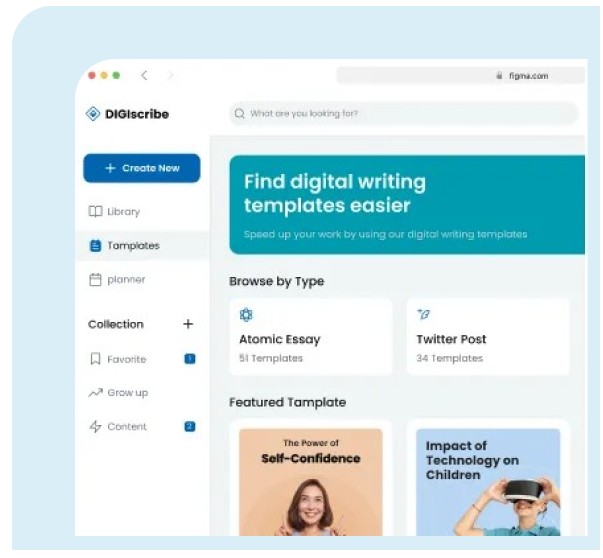 figma.com
DIGIscribe
What are you looking for?
Create New
Library
Tamplates
planner
Collection
Favorite
1
Grow up
Content
2
Find digital writing
templates easier
Speed up your work by using our digital writing templates
Browse by Type
Atomic Essay
51 Templates
Twitter Post
34 Templates
Featured Tamplate
The Power of
Self-Confidence
Impact of
Technology on
Children